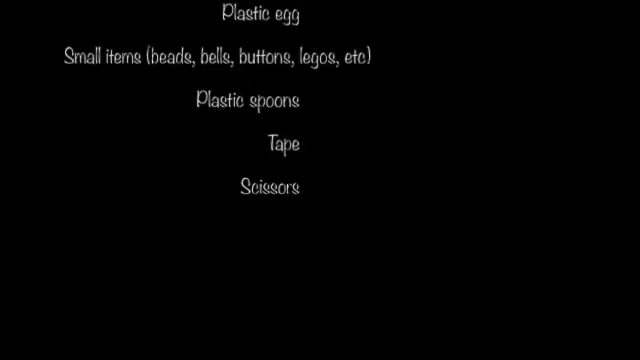 Plastic egg
Small items (beads, bells, buttons, legos, etc)
Plastic spoons
Tape
Scissors